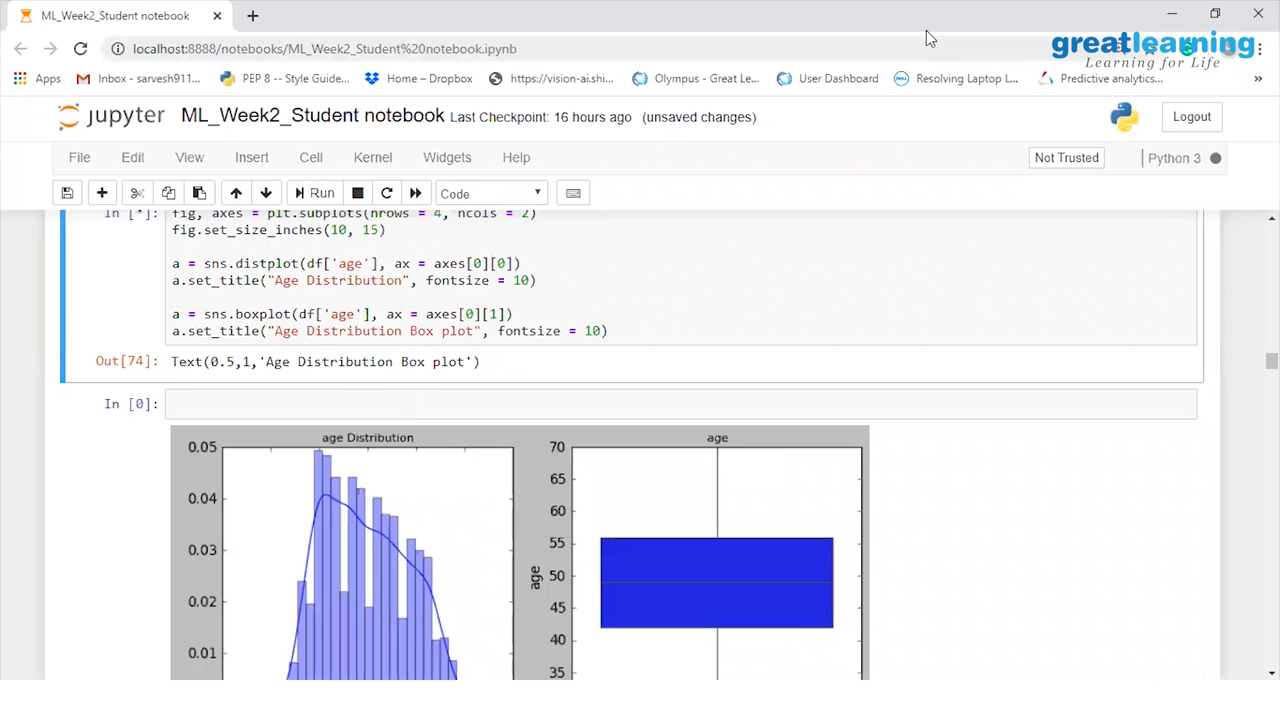 ML_Week2_Student notebook
localhost:8888/notebooks/ML_Week2_Student%20notebook.ipynb
greatlearning
Learning for Life
Apps
Inbox - sarvesh911...
PEP 8 -- Style Guide...
Home – Dropbox
https://vision-ai.shi...
Olympus - Great Le...
User Dashboard
Resolving Laptop L...
Predictive analytics...
»
jupyter
ML_Week2_Student notebook
Last Checkpoint: 16 hours ago (unsaved changes)
Logout
File Edit View Insert Cell Kernel Widgets Help
Not Trusted
Python 3
Run
Code
In [*]: fig, axes = plt.subplots(nrows = 4, ncols = 2)
fig.set_size_inches(10, 15)
a = sns.distplot(df['age'], ax = axes[0][0])
a.set_title("Age Distribution", fontsize = 10)
a = sns.boxplot(df['age'], ax = axes[0][1])
a.set_title("Age Distribution Box plot", fontsize = 10)
Out[74]: Text(0.5,1,'Age Distribution Box plot')
In [0]:
age Distribution
0.05
0.04
0.03
0.02
0.01
age
70
65
60
55
50
45
40
35
age